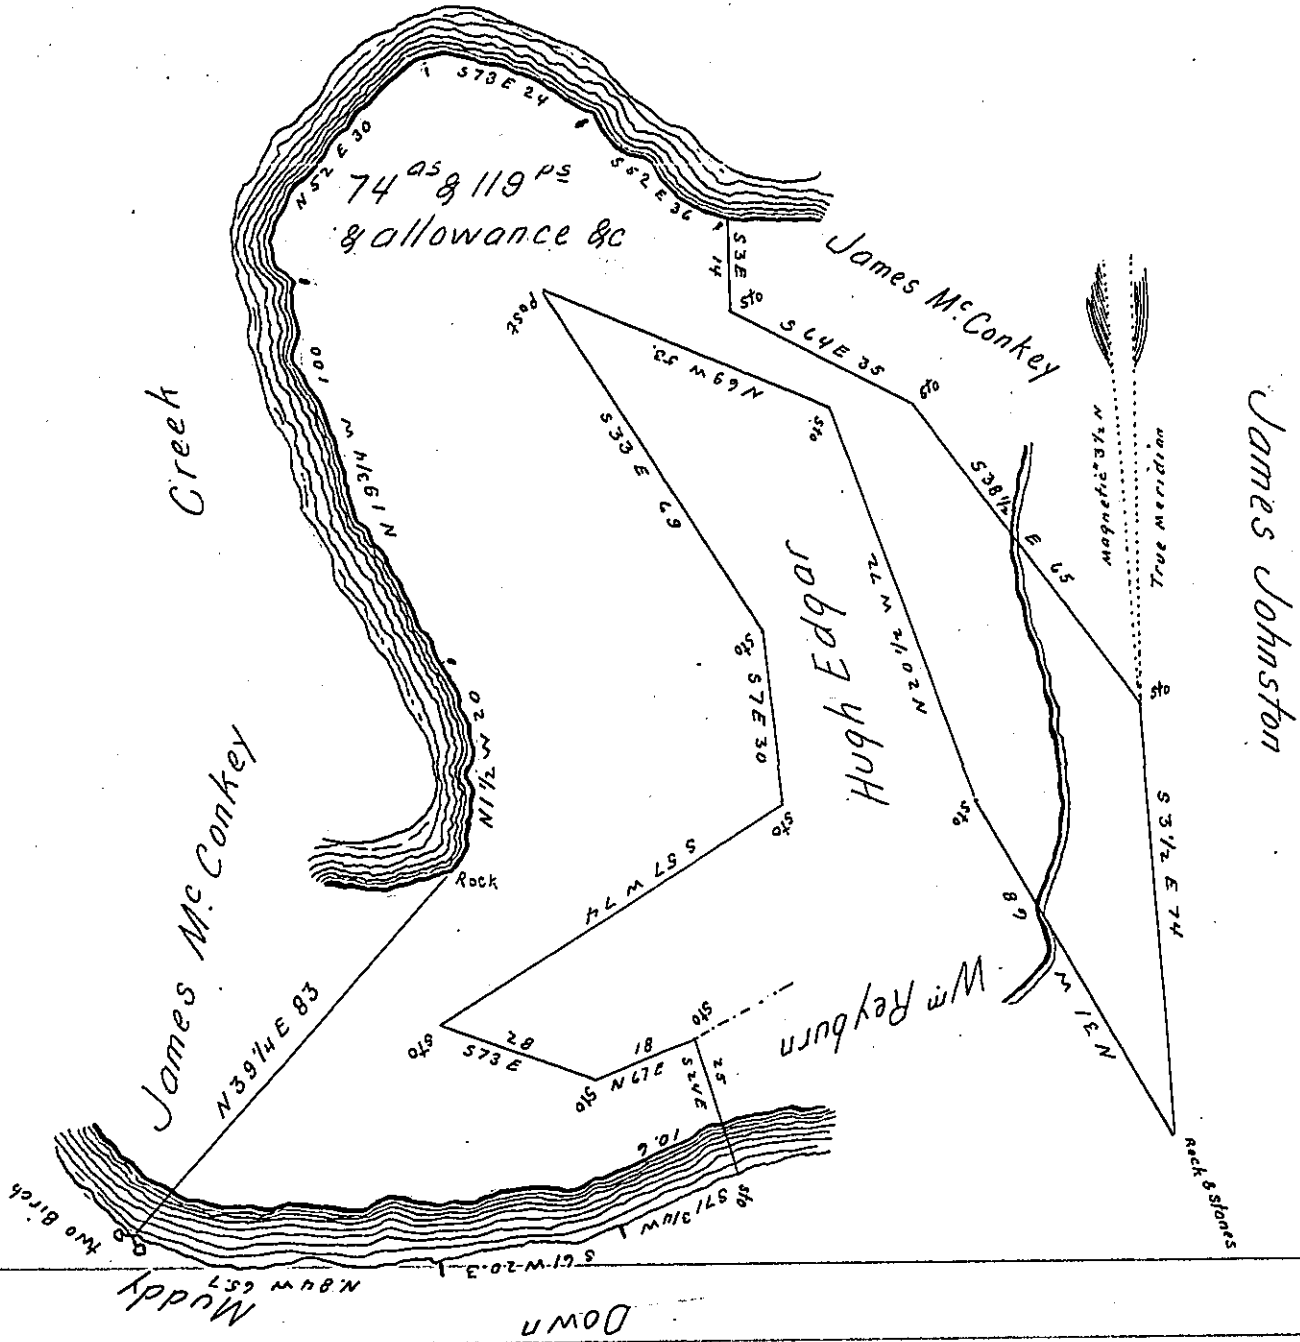 S 73 E 24
N 52 E 30
74 as & 119 ps
& allowance &c
S 52 E 36
S 3 E
14
sto
James McConkey
S 64 E 35
sto
post
N 69 W 53.
sto
S 33 E 69
Creek
100
N 19 3/4 W
S 38 1/2 E 65
Magnetic 3 1/2 N
True Meridian
James Johnston
sto
Hugh Edgar
N 20 1/2 W 72
sto
S 7 E 30
sto
sto
N 1 1/2 W 20
S 3 1/2 E 74
James McConkey
Rock
S 57 W 74
N 31 W
68
Wm Reyburn
N 39 1/4 E 83
sto
28
S 73 E
sto
18
N 67 E
sto
25
S 24 E
10.6
sto
S 71 3/4 W
Rock & Stones
two Birch
S 61 W 20.3
N. 84 W 65.7
Muddy
Down